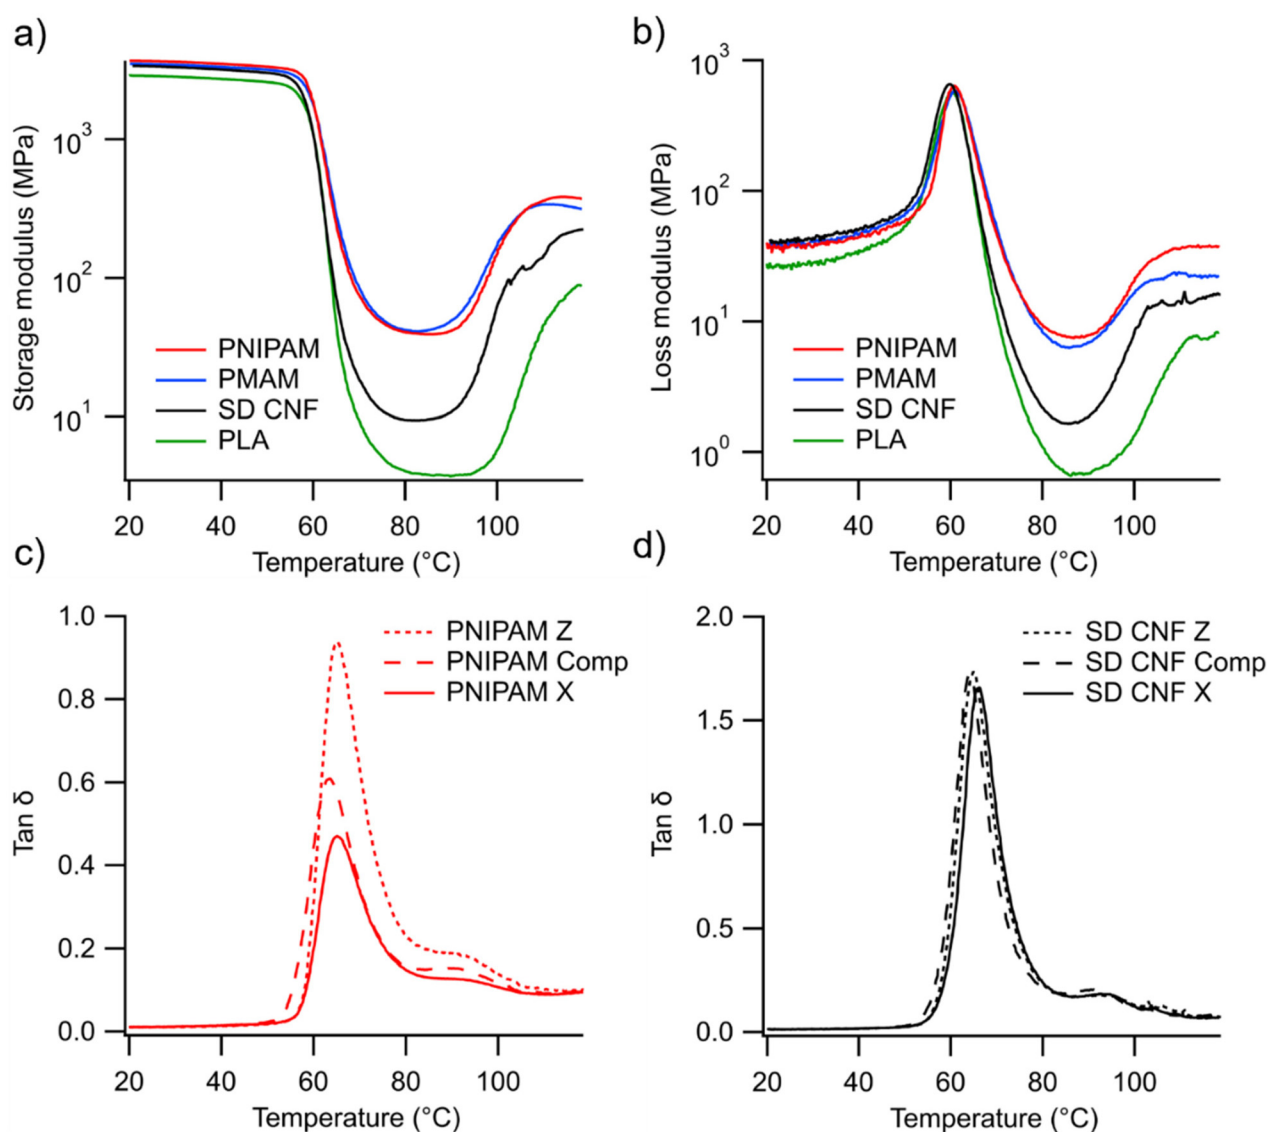 a)
Storage modulus (MPa)
10³
10²
10¹
PNIPAM
PMAM
SD CNF
PLA
20 40 60 80 100
Temperature (°C)
b)
Loss modulus (MPa)
10³
10²
10¹
10⁰
PNIPAM
PMAM
SD CNF
PLA
20 40 60 80 100
Temperature (°C)
c)
Tan δ
1.0
0.8
0.6
0.4
0.2
0.0
PNIPAM Z
PNIPAM Comp
PNIPAM X
20 40 60 80 100
Temperature (°C)
d)
Tan δ
2.0
1.5
1.0
0.5
0.0
SD CNF Z
SD CNF Comp
SD CNF X
20 40 60 80 100
Temperature (°C)